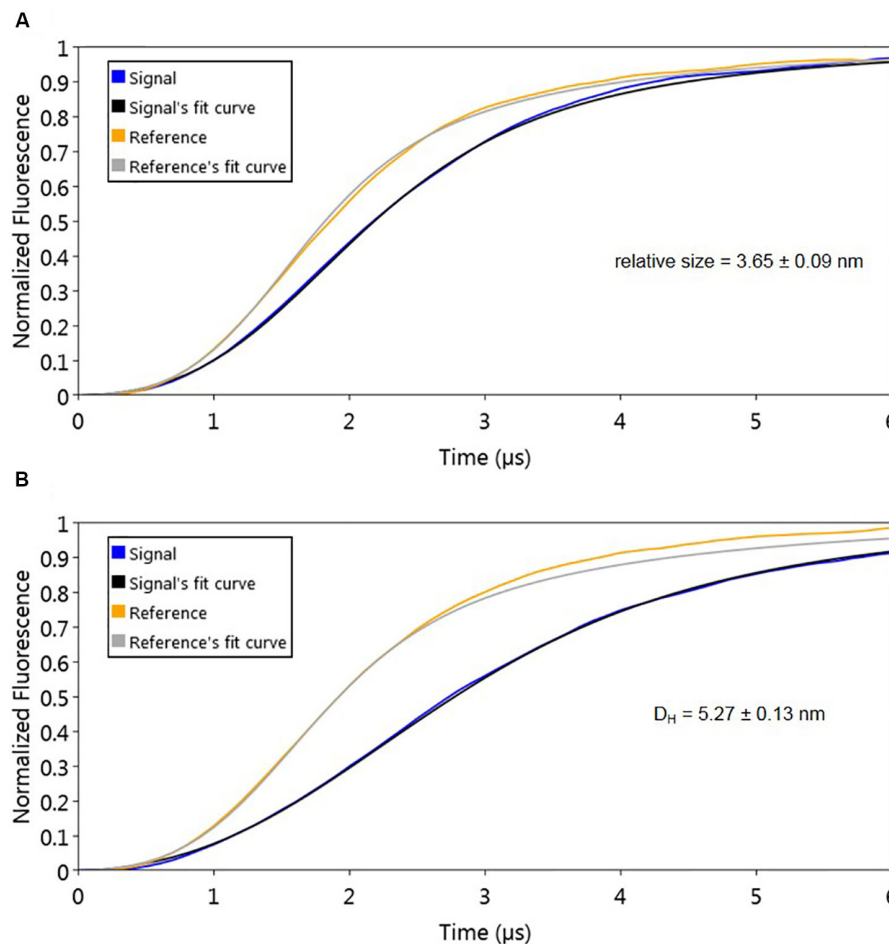 A
1
0.9
0.8
0.7
0.6
0.5
0.4
0.3
0.2
0.1
0
Normalized Fluorescence
Signal
Signal's fit curve
Reference
Reference's fit curve
relative size = 3.65 ± 0.09 nm
0 1 2 3 4 5 6
Time (µs)
B
1
0.9
0.8
0.7
0.6
0.5
0.4
0.3
0.2
0.1
0
Normalized Fluorescence
Signal
Signal's fit curve
Reference
Reference's fit curve
D_H = 5.27 ± 0.13 nm
0 1 2 3 4 5 6
Time (µs)